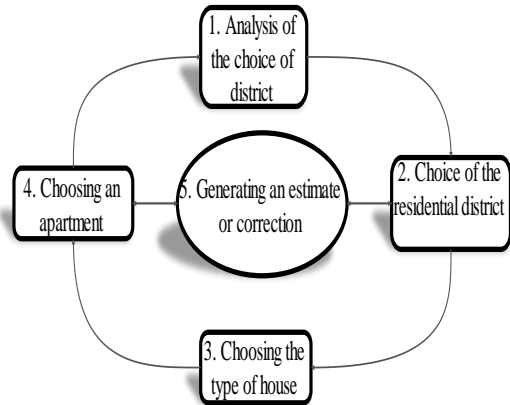 1. Analysis of
the choice of
district
2. Choice of the
residential district
3. Choosing the
type of house
4. Choosing an
apartment
5. Generating an estimate
or correction